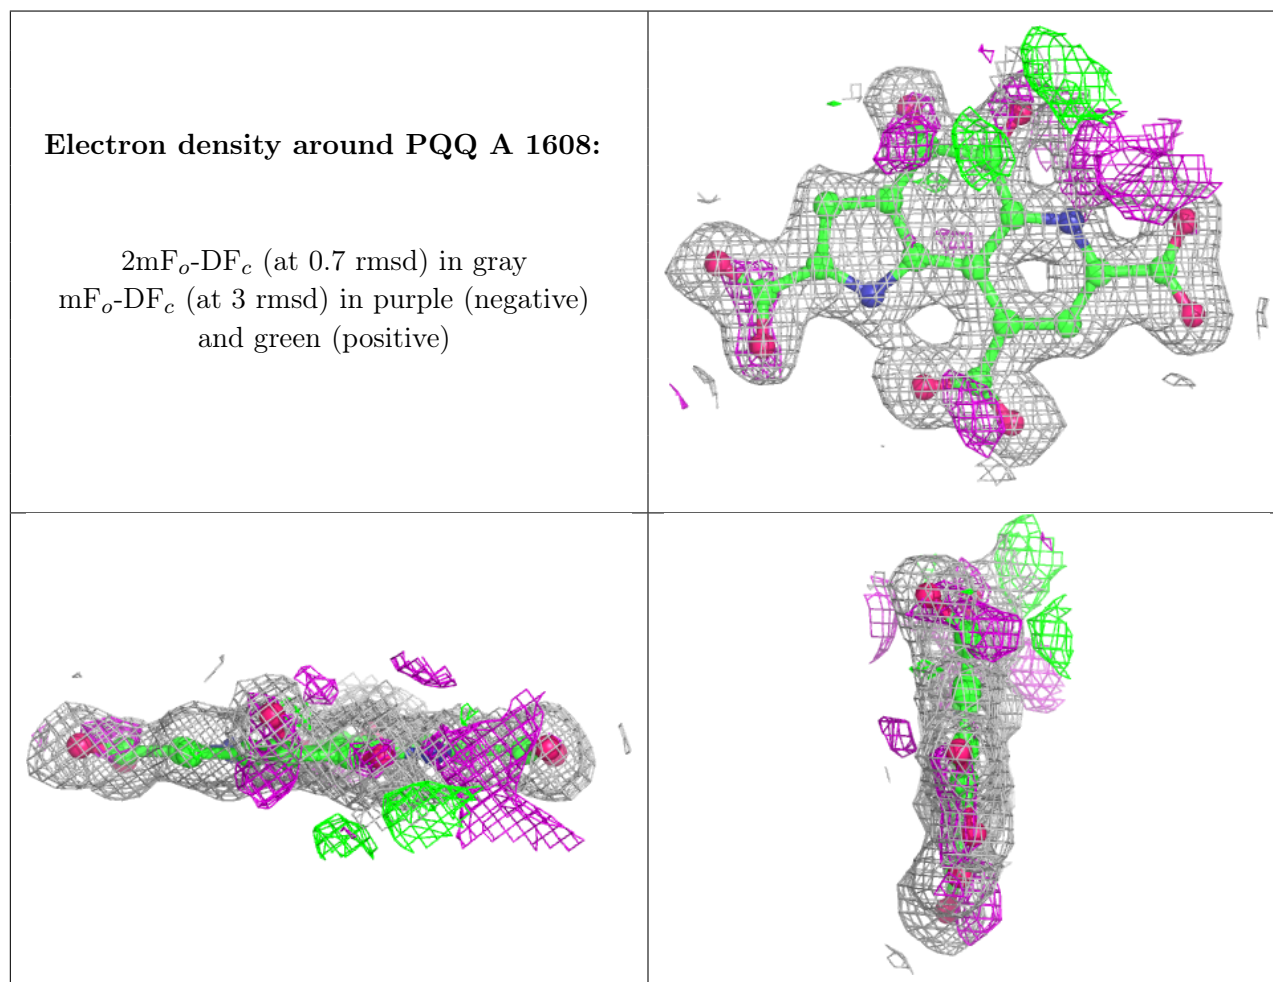 Electron density around PQQ A 1608:
2mFo-DFc (at 0.7 rmsd) in gray
mFo-DFc (at 3 rmsd) in purple (negative)
and green (positive)